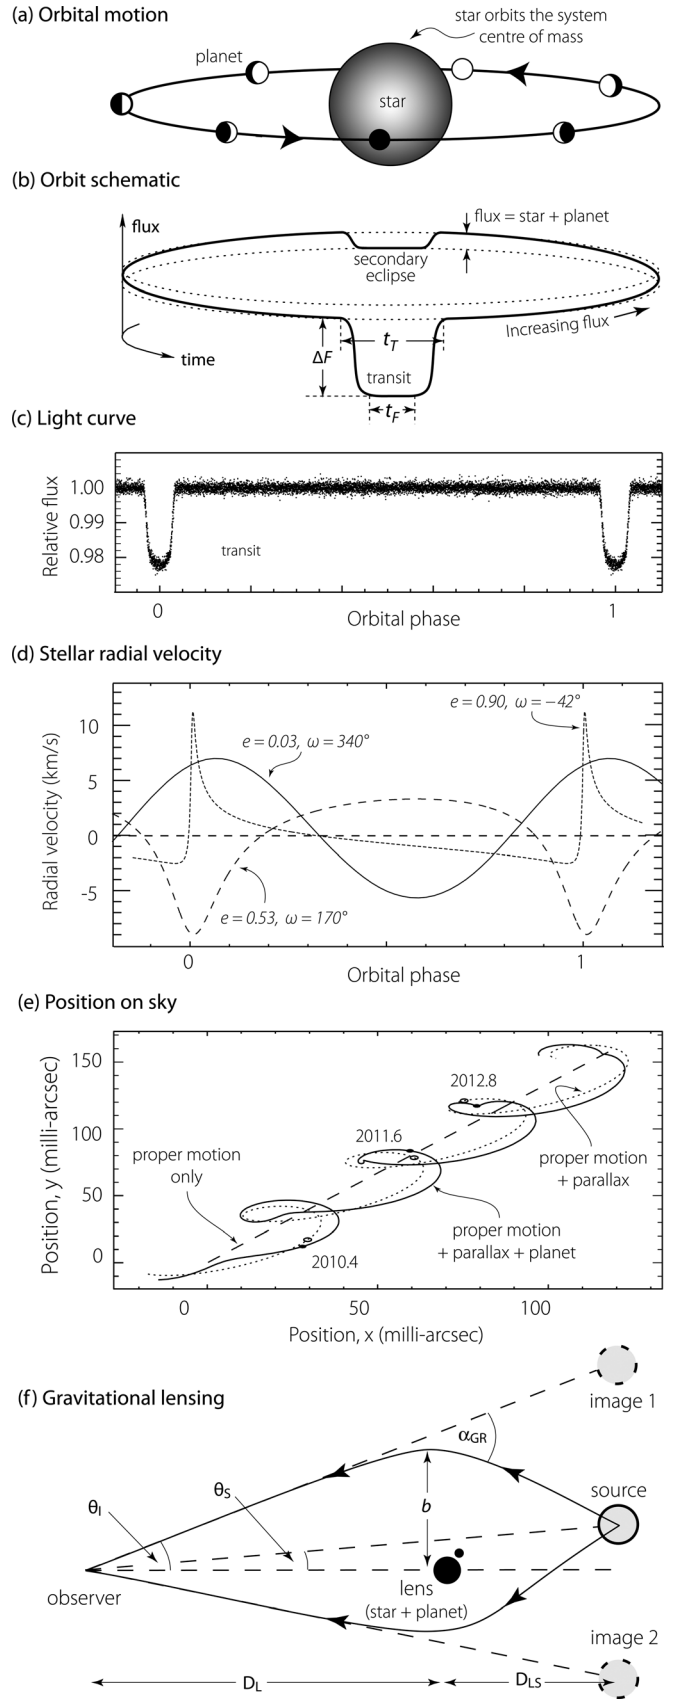 (a) Orbital motion
star orbits the system
centre of mass
planet
star
(b) Orbit schematic
flux
flux = star + planet
secondary
eclipse
Increasing flux
time
ΔF
t_T
transit
t_F
(c) Light curve
Relative flux
1.00
0.99
0.98
transit
0
1
Orbital phase
(d) Stellar radial velocity
Radial velocity (km/s)
10
5
0
-5
e = 0.90, ω = −42°
e = 0.03, ω = 340°
e = 0.53, ω = 170°
0
1
Orbital phase
(e) Position on sky
Position, y (milli-arcsec)
150
100
50
0
2012.8
2011.6
2010.4
proper motion
only
proper motion
+ parallax
proper motion
+ parallax + planet
0
50
100
Position, x (milli-arcsec)
(f) Gravitational lensing
image 1
α_GR
source
θ_S
θ_I
b
observer
lens
(star + planet)
image 2
D_L
D_LS